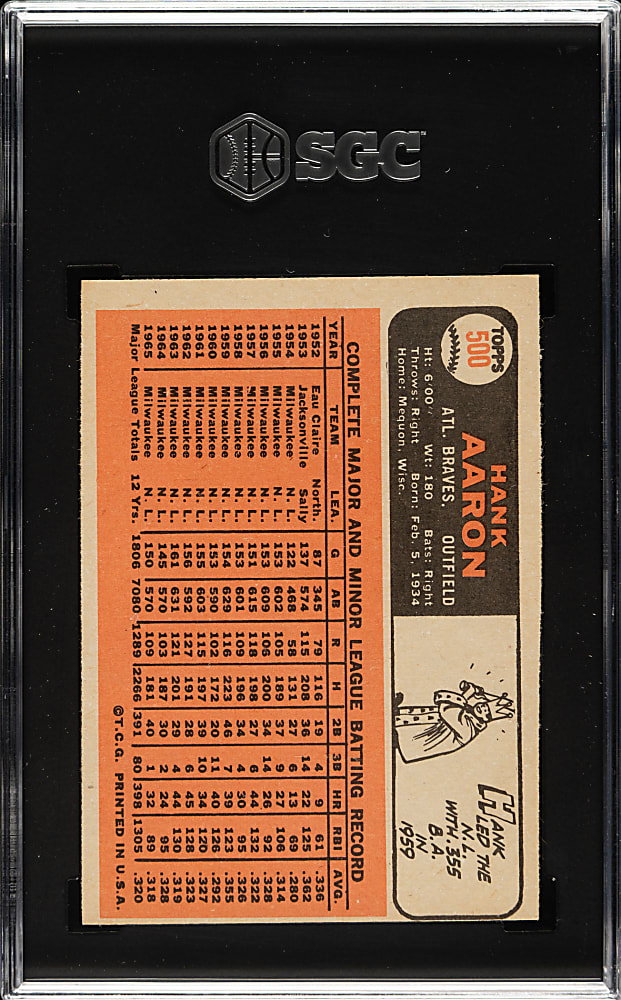 SGC
TOPPS
500
HANK
AARON
ATL. BRAVES. OUTFIELD
Ht: 6'00" Wt: 180 Bats: Right
Throws: Right Born: Feb. 5, 1934
Home: Mequon, Wisc.
HANK
LED THE
N.L.
WITH .355
B.A.
IN
1959
COMPLETE MAJOR AND MINOR LEAGUE BATTING RECORD
YEAR TEAM LEA. G AB R H 2B 3B HR RBI AVG.
1952 Eau Claire North. 87 345 79 116 19 4 9 61 .336
1953 Jacksonville Sally 137 574 115 208 36 14 22 125 .362
1954 Milwaukee N. L. 122 468 58 131 27 6 13 69 .280
1955 Milwaukee N. L. 153 602 105 189 37 9 27 106 .314
1956 Milwaukee N. L. 153 609 106 200 34 14 26 92 .328
1957 Milwaukee N. L. 151 615 118 198 27 6 44 132 .322
1958 Milwaukee N. L. 153 601 109 196 34 4 30 95 .326
1959 Milwaukee N. L. 154 629 116 223 46 7 39 123 .355
1960 Milwaukee N. L. 153 590 102 172 20 11 40 126 .292
1961 Milwaukee N. L. 155 603 115 197 39 10 34 120 .327
1962 Milwaukee N. L. 156 592 127 191 28 6 45 128 .323
1963 Milwaukee N. L. 161 631 121 201 29 4 44 130 .319
1964 Milwaukee N. L. 145 570 103 187 30 2 24 95 .328
1965 Milwaukee N. L. 150 570 109 181 40 1 32 89 .318
Major League Totals 12 Yrs. 1806 7080 1289 2266 391 80 398 1305 .320
©T.C.G. PRINTED IN U.S.A.